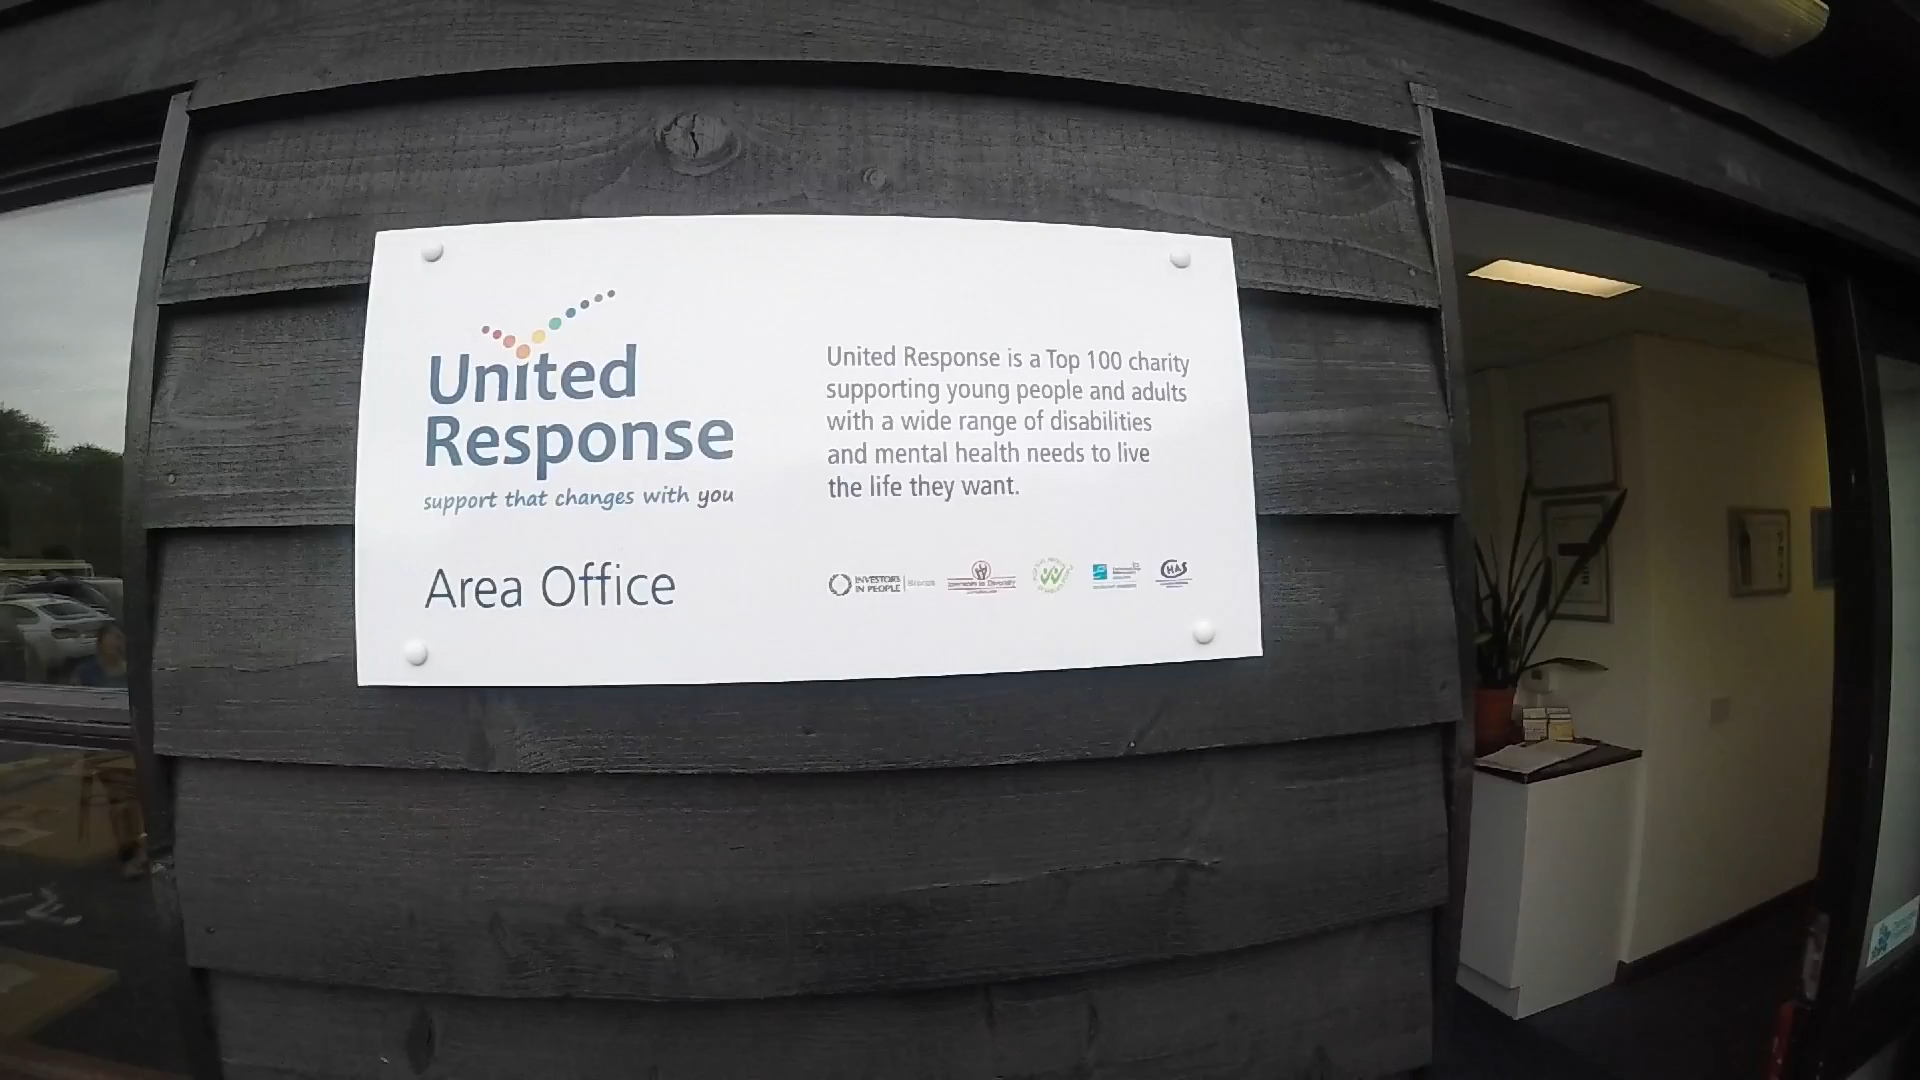 United
Response
support that changes with you
Area Office
United Response is a Top 100 charity
supporting young people and adults
with a wide range of disabilities
and mental health needs to live
the life they want.
INVESTORS
IN PEOPLE
Bronze
CHAS